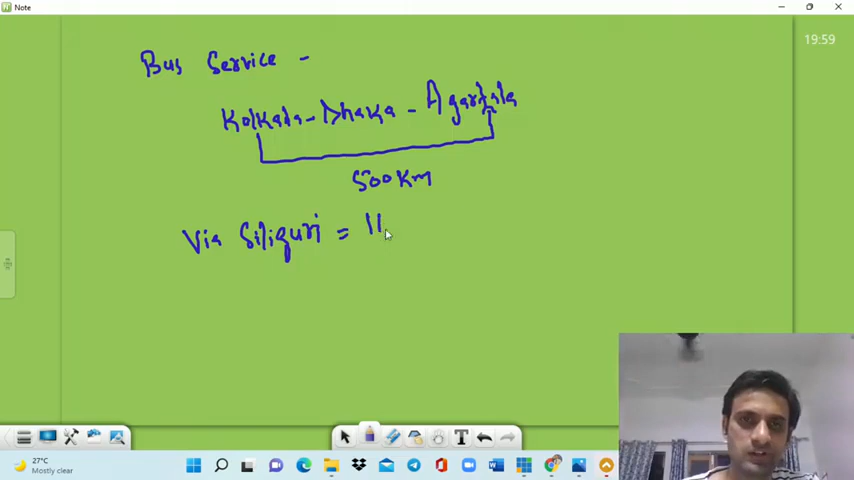 Note
19:59
Bus Service -
Kolkata - Dhaka - Agartala
500 Km
Via Siliguri = 11
27°C
Mostly clear